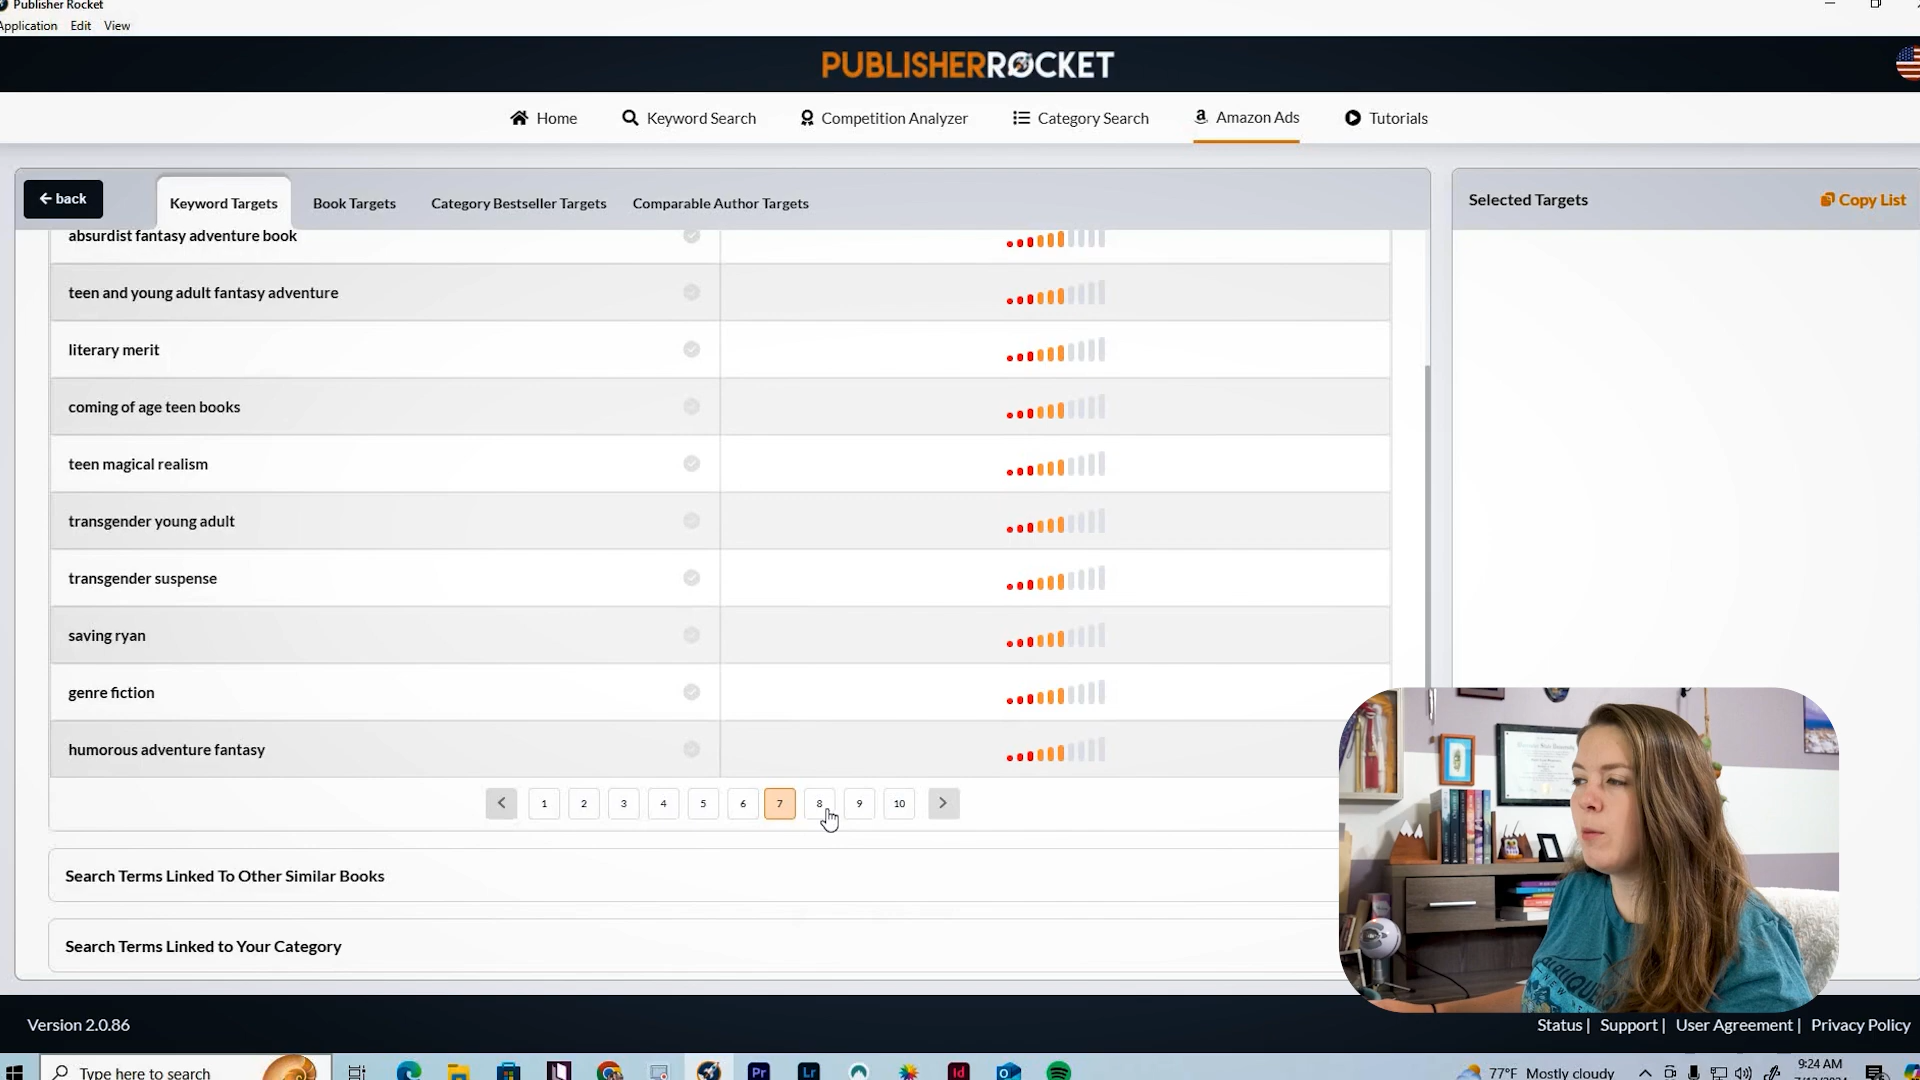 Publisher Rocket
Application Edit View
PUBLISHERROCKET
Home Keyword Search Competition Analyzer Category Search Amazon Ads Tutorials
back Keyword Targets Book Targets Category Bestseller Targets Comparable Author Targets
Selected Targets Copy List
absurdist fantasy adventure book
teen and young adult fantasy adventure
literary merit
coming of age teen books
teen magical realism
transgender young adult
transgender suspense
saving ryan
genre fiction
humorous adventure fantasy
1 2 3 4 5 6 7 8 9 10
Search Terms Linked To Other Similar Books
Search Terms Linked to Your Category
Version 2.0.86
Status | Support | User Agreement | Privacy Policy
Type here to search
Pr Lr Id
77°F Mostly cloudy
9:24 AM